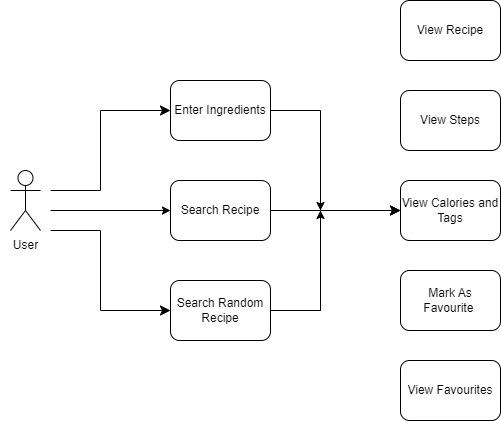 View Recipe
Enter Ingredients
View Steps
User
Search Recipe
View Calories and
Tags
Search Random
Recipe
Mark As
Favourite
View Favourites